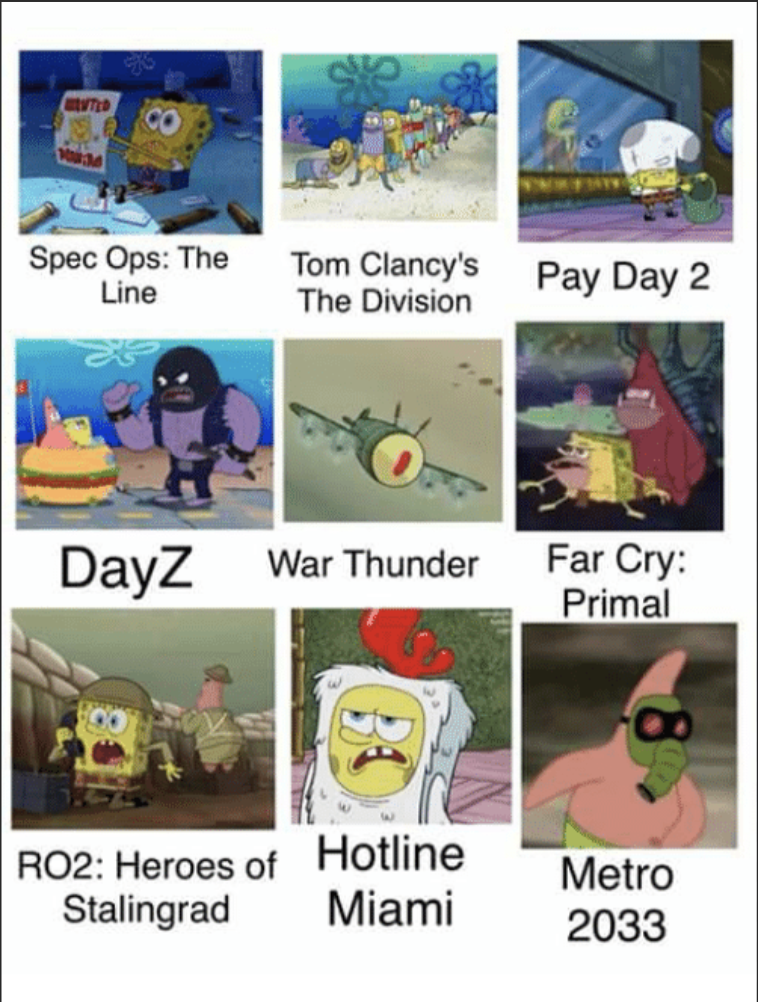 WANTED
MANIAC
Spec Ops: The
Line
Tom Clancy's
The Division
Pay Day 2
DayZ
War Thunder
Far Cry:
Primal
RO2: Heroes of
Stalingrad
Hotline
Miami
Metro
2033